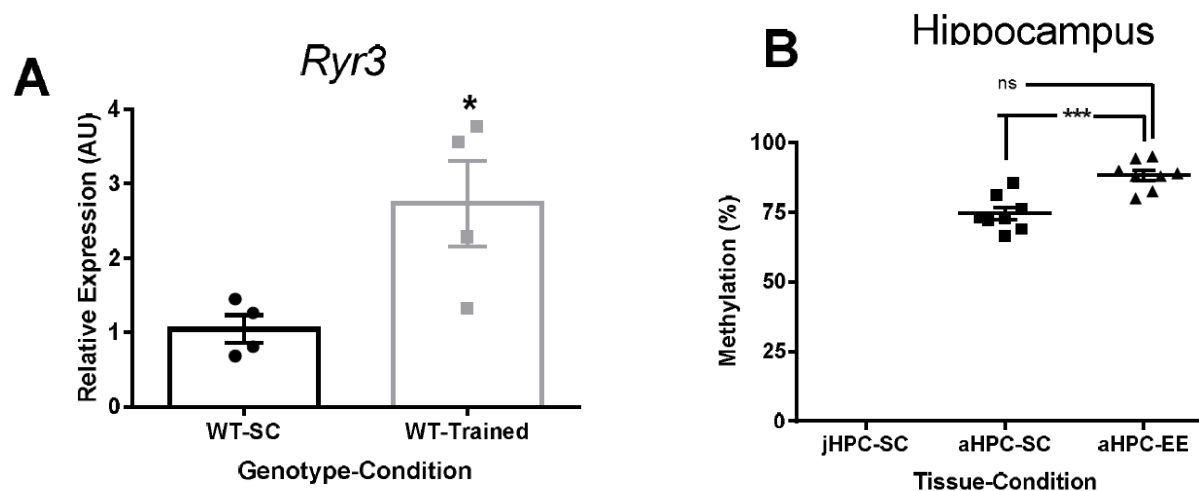 A
Ryr3
*
Relative Expression (AU)
4
3
2
1
0
WT-SC
WT-Trained
Genotype-Condition
B
Hippocampus
ns
***
Methylation (%)
100
75
50
25
0
jHPC-SC
aHPC-SC
aHPC-EE
Tissue-Condition